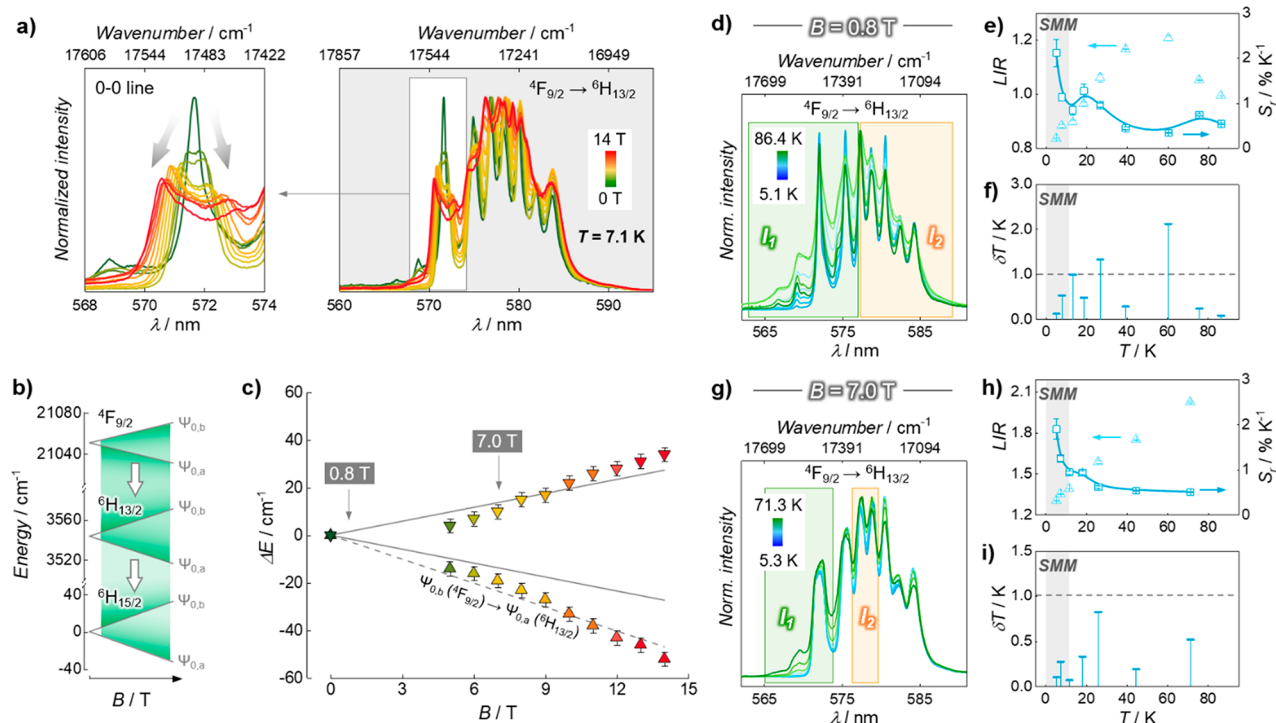 a)
Wavenumber / cm-1
17606 17544 17483 17422
0-0 line
Normalized intensity
568 570 572 574
λ / nm
Wavenumber / cm-1
17857 17544 17241 16949
4F9/2 → 6H13/2
14 T
0 T
T = 7.1 K
560 570 580 590
λ / nm
b)
21080
21040
3560
3520
40
0
-40
Energy / cm-1
4F9/2
Ψ0,b
Ψ0,a
6H13/2
Ψ0,b
Ψ0,a
6H15/2
Ψ0,b
Ψ0,a
B / T
c)
60
40
20
0
-20
-40
-60
ΔE / cm-1
0.8 T
7.0 T
Ψ0,b (4F9/2) → Ψ0,a (6H13/2)
0 3 6 9 12 15
B / T
d)
B = 0.8 T
Wavenumber / cm-1
17699 17391 17094
4F9/2 → 6H13/2
86.4 K
5.1 K
I1
I2
Norm. intensity
565 575 585
λ / nm
e)
SMM
1.2
1.0
0.8
LIR
3
2
1
0
Sr / % K-1
0 20 40 60 80
f)
SMM
3.0
2.0
1.0
0.0
δT / K
0 20 40 60 80
T / K
g)
B = 7.0 T
Wavenumber / cm-1
17699 17391 17094
4F9/2 → 6H13/2
71.3 K
5.3 K
I1
I2
Norm. intensity
565 575 585
λ / nm
h)
SMM
2.1
1.8
1.5
1.2
LIR
3
2
1
0
Sr / % K-1
0 20 40 60 80
i)
SMM
1.5
1.0
0.5
0.0
δT / K
0 20 40 60 80
T / K